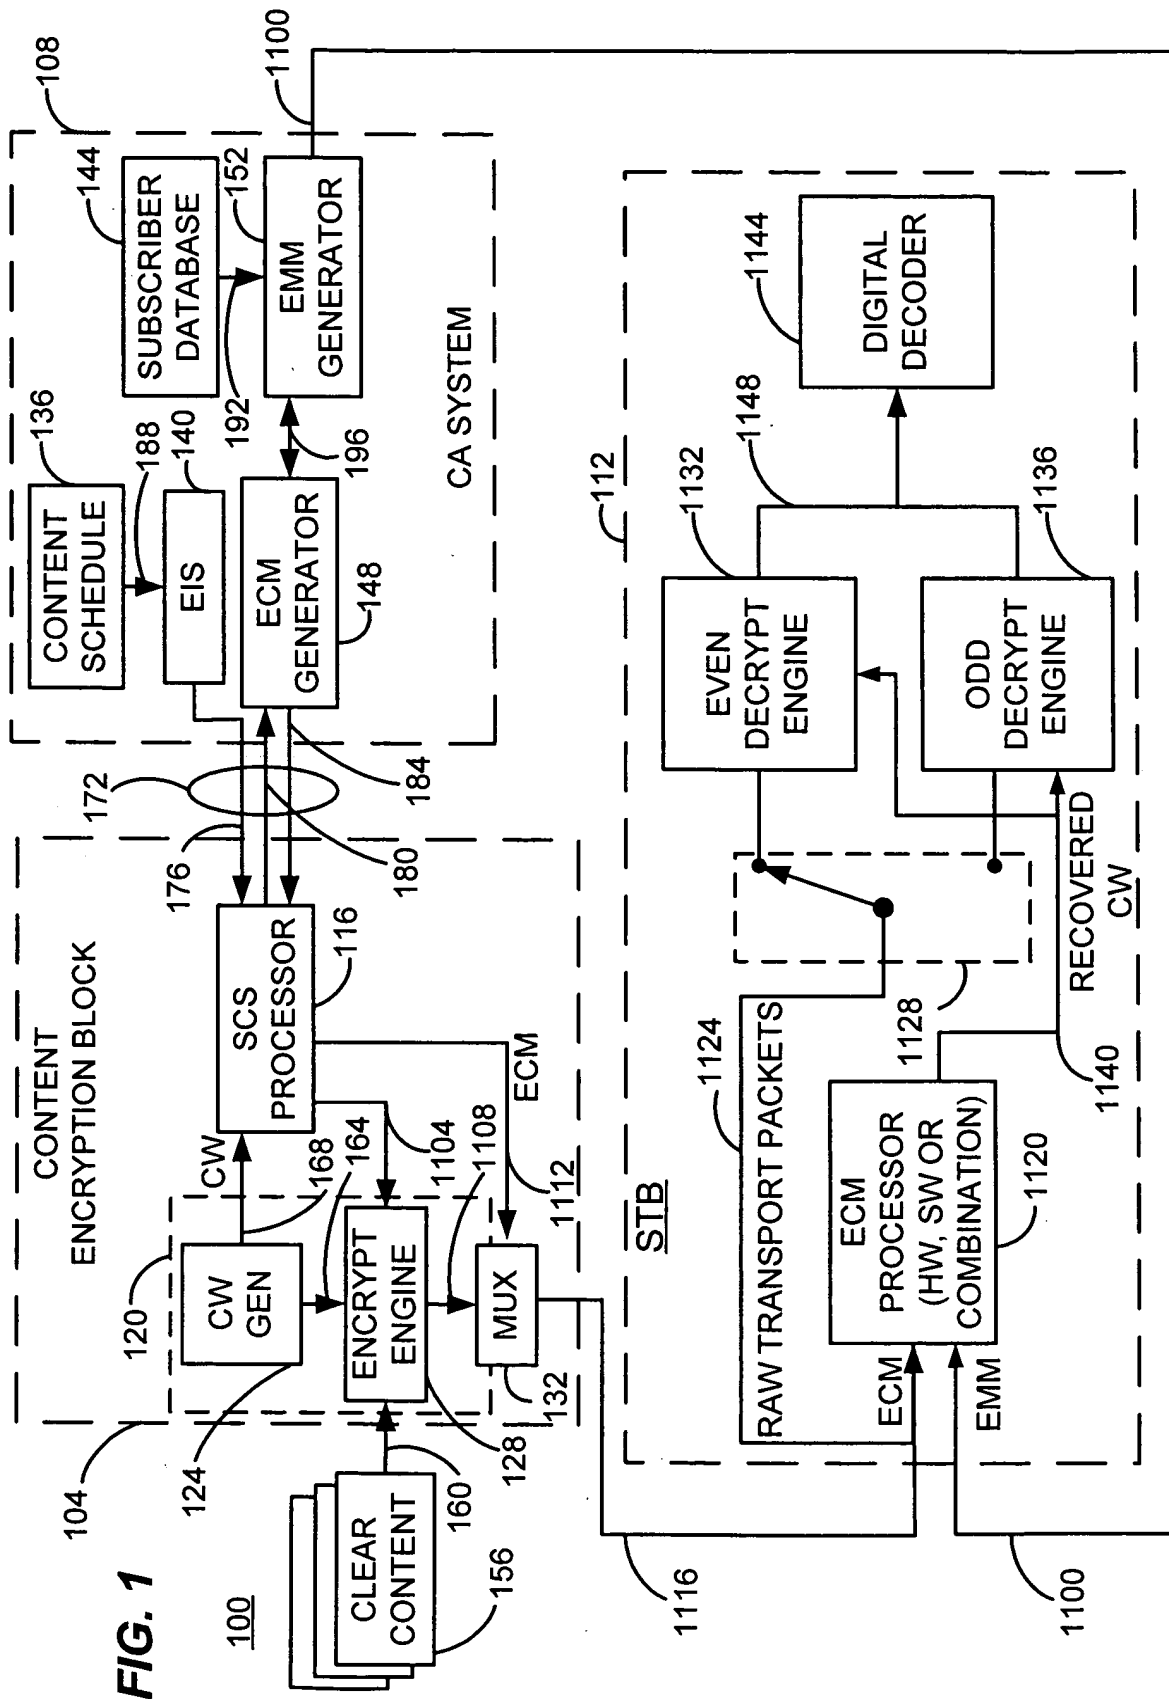 FIG. 1
100
104
CONTENT
ENCRYPTION BLOCK
120
124
CW
GEN
CW
168
164
SCS
PROCESSOR
116
CLEAR
CONTENT
156
160
ENCRYPT
ENGINE
128
1104
1108
MUX
132
ECM
1112
172
176
180
184
108
CONTENT
SCHEDULE
136
188
EIS
140
SUBSCRIBER
DATABASE
144
192
EMM
GENERATOR
152
196
ECM
GENERATOR
148
CA SYSTEM
1100
1112
STB
RAW TRANSPORT PACKETS
1124
1128
EVEN
DECRYPT
ENGINE
1132
1148
DIGITAL
DECODER
1144
ODD
DECRYPT
ENGINE
1136
ECM
EMM
ECM
PROCESSOR
(HW, SW OR
COMBINATION)
1120
RECOVERED
CW
1140
1116
1100